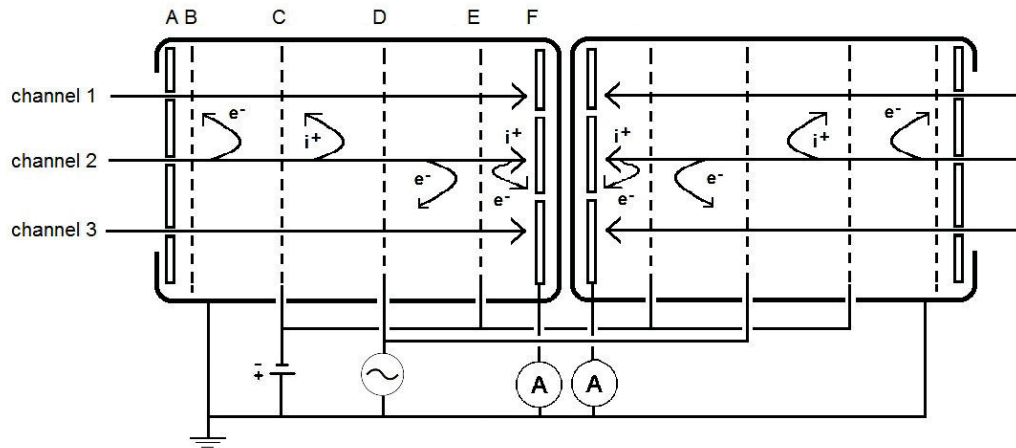 A B C D E F
channel 1
e⁻ e⁻
i⁺ i⁺ i⁺ i⁺
channel 2
e⁻ e⁻
e⁻ e⁻
channel 3
-
+
A A